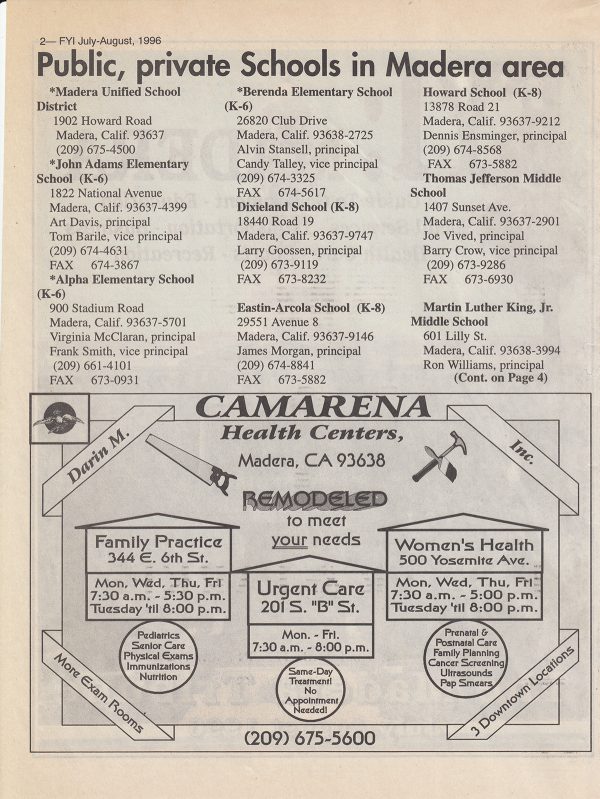 2— FYI July-August, 1996
Public, private Schools in Madera area
*Madera Unified School
District
1902 Howard Road
Madera, Calif. 93637
(209) 675-4500
*John Adams Elementary
School (K-6)
1822 National Avenue
Madera, Calif. 93637-4399
Art Davis, principal
Tom Barile, vice principal
(209) 674-4631
FAX 674-3867
*Alpha Elementary School
(K-6)
900 Stadium Road
Madera, Calif. 93637-5701
Virginia McClaran, principal
Frank Smith, vice principal
(209) 661-4101
FAX 673-0931
*Berenda Elementary School
(K-6)
26820 Club Drive
Madera, Calif. 93638-2725
Alvin Stansell, principal
Candy Talley, vice principal
(209) 674-3325
FAX 674-5617
Dixieland School (K-8)
18440 Road 19
Madera, Calif. 93637-9747
Larry Goossen, principal
(209) 673-9119
FAX 673-8232
Eastin-Arcola School (K-8)
29551 Avenue 8
Madera, Calif. 93637-9146
James Morgan, principal
(209) 674-8841
FAX 673-5882
Howard School (K-8)
13878 Road 21
Madera, Calif. 93637-9212
Dennis Ensminger, principal
(209) 674-8568
FAX 673-5882
Thomas Jefferson Middle
School
1407 Sunset Ave.
Madera, Calif. 93637-2901
Joe Vived, principal
Barry Crow, vice principal
(209) 673-9286
FAX 673-6930
Martin Luther King, Jr.
Middle School
601 Lilly St.
Madera, Calif. 93638-3994
Ron Williams, principal
(Cont. on Page 4)
CAMARENA
Health Centers,
Darin M.
Inc.
Madera, CA 93638
REMODELED
to meet
your needs
Family Practice
344 E. 6th St.
Mon, Wed, Thu, Fri
7:30 a.m. - 5:30 p.m.
Tuesday 'til 8:00 p.m.
Pediatrics
Senior Care
Physical Exams
Immunizations
Nutrition
Urgent Care
201 S. "B" St.
Mon. - Fri.
7:30 a.m. - 8:00 p.m.
Same-Day
Treatment!
No
Appointment
Needed!
Women's Health
500 Yosemite Ave.
Mon, Wed, Thu, Fri
7:30 a.m. - 5:00 p.m.
Tuesday 'til 8:00 p.m.
Prenatal &
Postnatal Care
Family Planning
Cancer Screening
Ultrasounds
Pap Smears
More Exam Rooms
3 Downtown Locations
(209) 675-5600